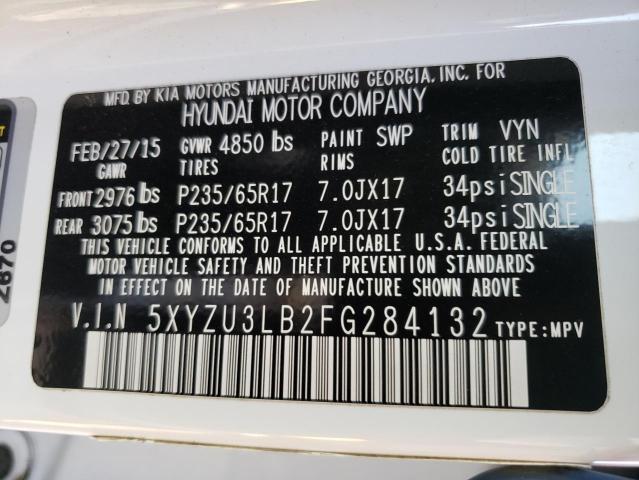 MFD.BY KIA MOTORS MANUFACTURING GEORGIA,INC.FOR
HYUNDAI MOTOR COMPANY
FEB/27/15 GVWR 4850 lbs PAINT SWP TRIM VYN
GAWR TIRES RIMS COLD TIRE INFL
FRONT 2976 lbs P235/65R17 7.0JX17 34psi SINGLE
REAR 3075 lbs P235/65R17 7.0JX17 34psi SINGLE
THIS VEHICLE CONFORMS TO ALL APPLICABLE U.S.A. FEDERAL
MOTOR VEHICLE SAFETY AND THEFT PREVENTION STANDARDS
IN EFFECT ON THE DATE OF MANUFACTURE SHOWN ABOVE
V.I.N 5XYZU3LB2FG284132 TYPE:MPV
2670